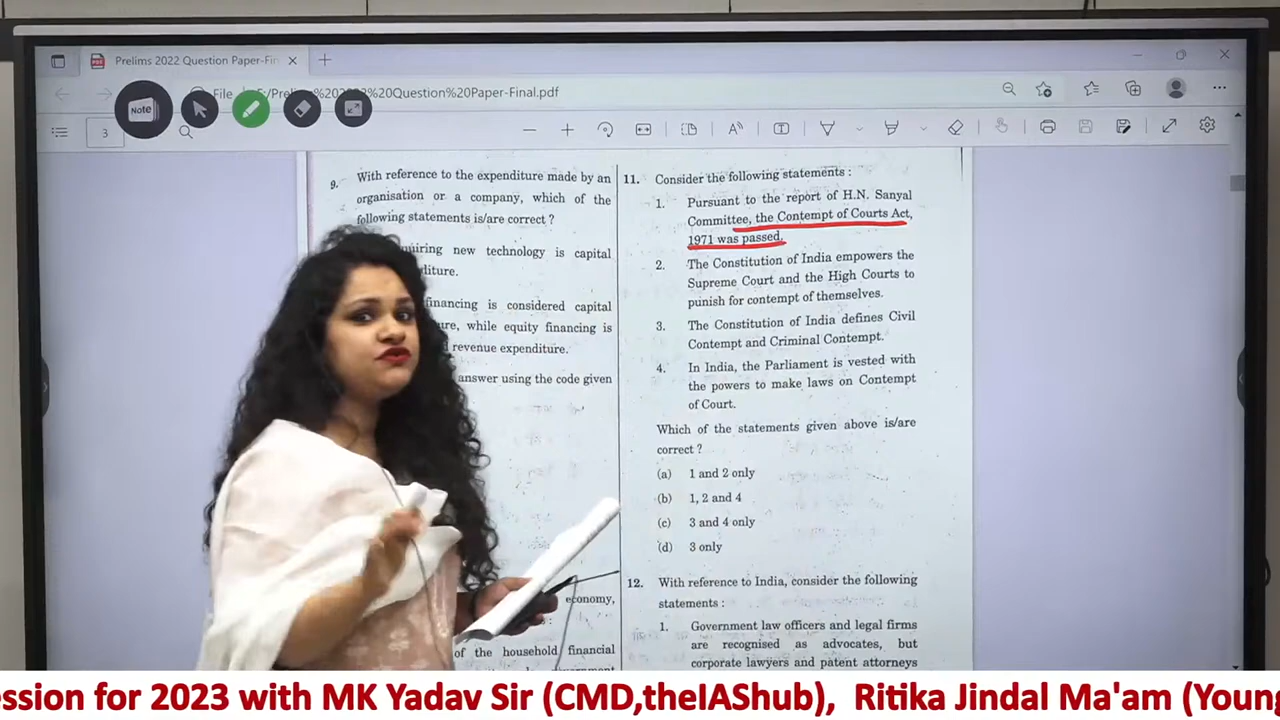 Prelims 2022 Question Paper-Fin
Note
File
E:/Prelims%202022%20Question%20Paper-Final.pdf
3
9.
With reference to the expenditure made by an
organisation or a company, which of the
following statements is/are correct ?
quiring new technology is capital
diture.
financing is considered capital
ure, while equity financing is
revenue expenditure.
answer using the code given
economy,
of the household financial
11. Consider the following statements :
1. Pursuant to the report of H.N. Sanyal
Committee, the Contempt of Courts Act,
1971 was passed.
2. The Constitution of India empowers the
Supreme Court and the High Courts to
punish for contempt of themselves.
3. The Constitution of India defines Civil
Contempt and Criminal Contempt.
4. In India, the Parliament is vested with
the powers to make laws on Contempt
of Court.
Which of the statements given above is/are
correct ?
(a) 1 and 2 only
(b) 1, 2 and 4
(c) 3 and 4 only
(d) 3 only
12. With reference to India, consider the following
statements :
1. Government law officers and legal firms
are recognised as advocates, but
corporate lawyers and patent attorneys
ession for 2023 with MK Yadav Sir (CMD,theIAShub), Ritika Jindal Ma'am (Young